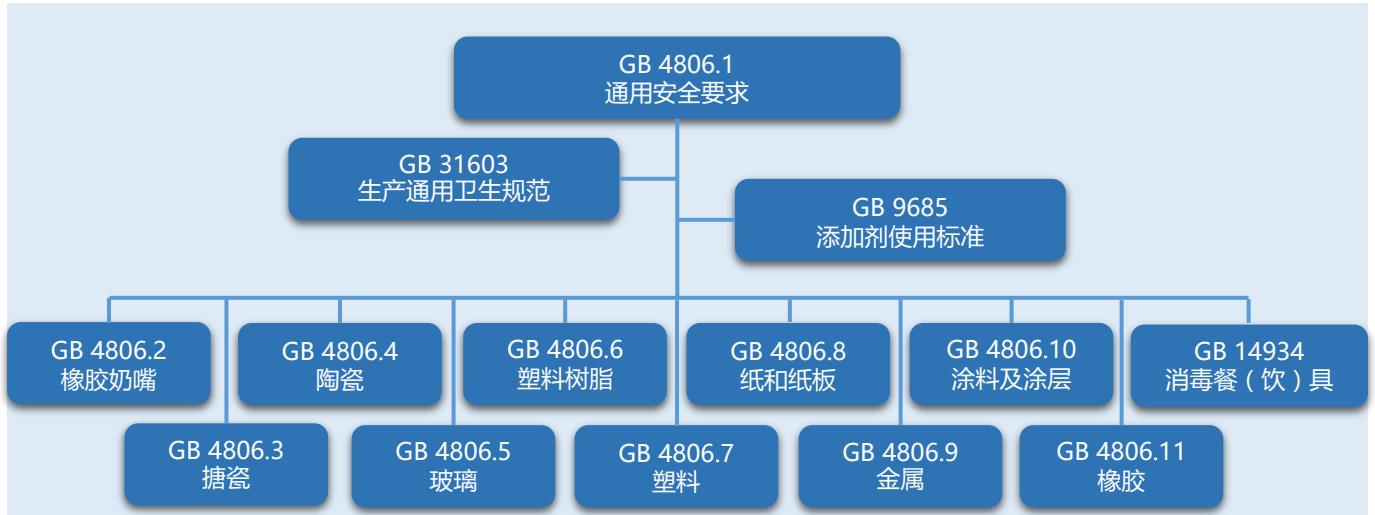 GB 4806.1
通用安全要求
GB 31603
生产通用卫生规范
GB 9685
添加剂使用标准
GB 4806.2
橡胶奶嘴
GB 4806.4
陶瓷
GB 4806.6
塑料树脂
GB 4806.8
纸和纸板
GB 4806.10
涂料及涂层
GB 14934
消毒餐（饮）具
GB 4806.3
搪瓷
GB 4806.5
玻璃
GB 4806.7
塑料
GB 4806.9
金属
GB 4806.11
橡胶